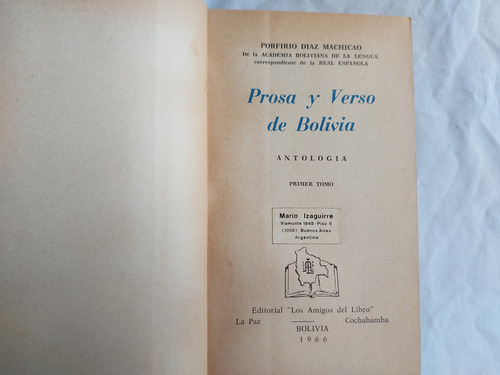 PORFIRIO DIAZ MACHICAO
De la ACADEMIA BOLIVIANA DE LA LENGUA,
correspondiente de la REAL ESPAÑOLA
Prosa y Verso
de Bolivia
ANTOLOGIA
PRIMER TOMO
Mario Izaguirre
Viamonte 1646 - Piso 5
(1056) Buenos Aires
Argentina
Editorial "Los Amigos del Libro"
La Paz Cochabamba
BOLIVIA
1966